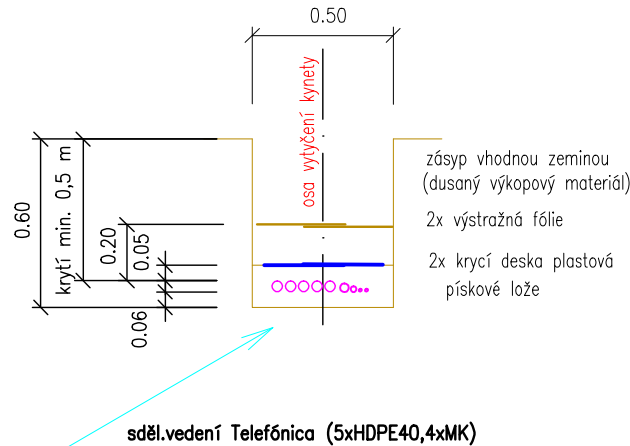 0.50
osa vytyčení kynety
0.60
krytí min. 0,5 m
0.20
0.05
0.06
zásyp vhodnou zeminou
(dusaný výkopový materiál)
2x výstražná fólie
2x krycí deska plastová
pískové lože
sděl.vedení Telefónica (5xHDPE40,4xMK)